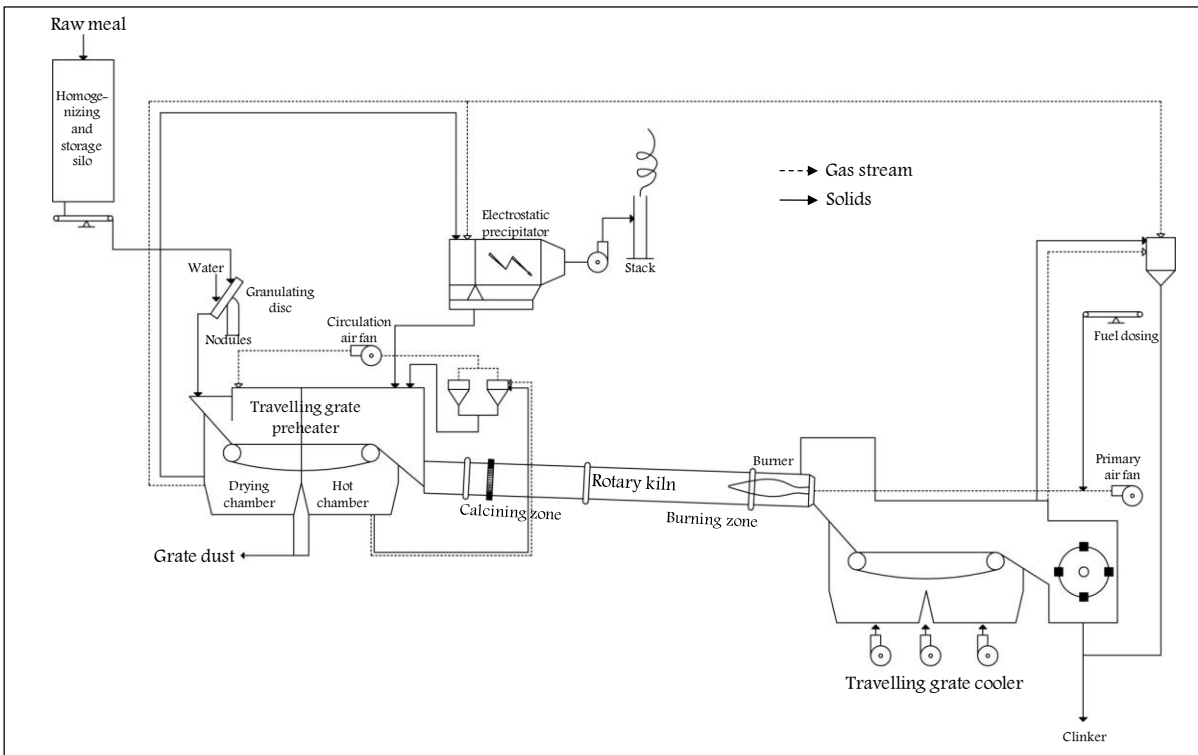 Raw meal
Homoge-
nizing
and
storage
silo
Gas stream
Solids
Electrostatic
precipitator
Stack
Water
Granulating
disc
Nodules
Circulation
air fan
Fuel dosing
Travelling grate
preheater
Burner
Primary
air fan
Rotary kiln
Drying
chamber
Hot
chamber
Calcining zone
Burning zone
Grate dust
Travelling grate cooler
Clinker